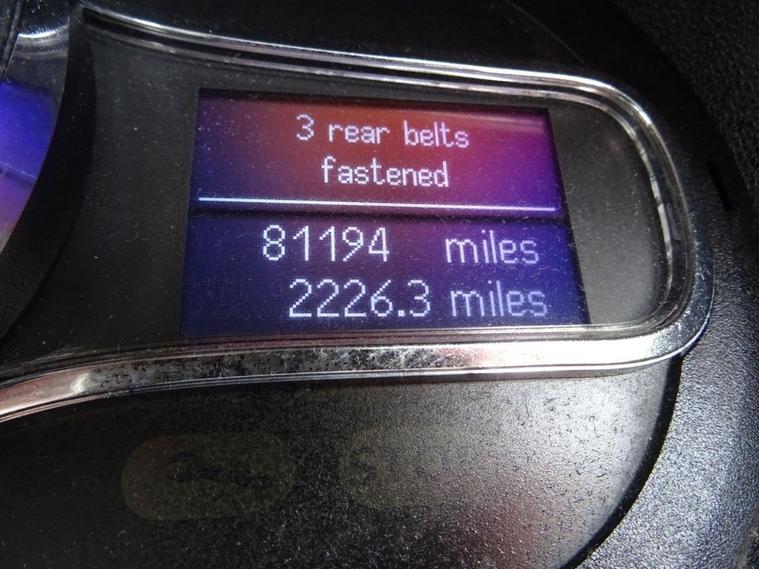 3 rear belts
fastened
81194 miles
2226.3 miles